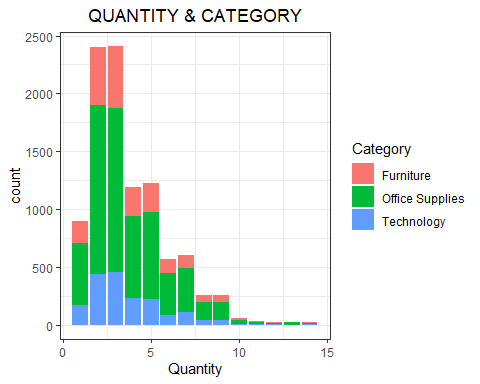 QUANTITY & CATEGORY
2500
2000
1500
1000
500
0
count
0 5 10 15
Quantity
Category
Furniture
Office Supplies
Technology